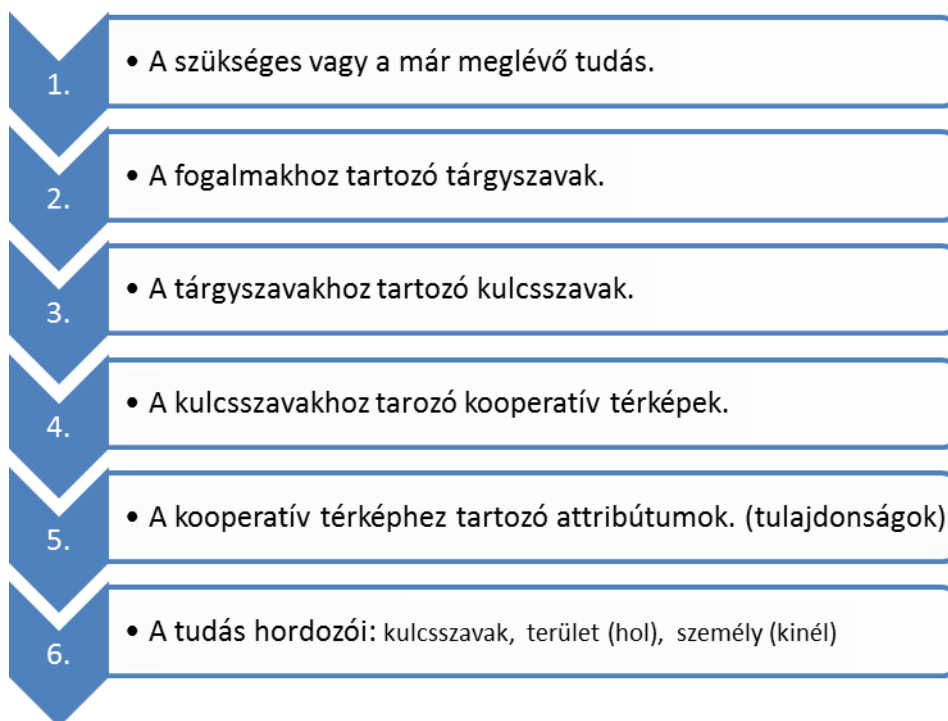 1. • A szükséges vagy a már meglévő tudás.
2. • A fogalmakhoz tartozó tárgyszavak.
3. • A tárgyszavakhoz tartozó kulcsszavak.
4. • A kulcsszavakhoz tarozó kooperatív térképek.
5. • A kooperatív térképhez tartozó attribútumok. (tulajdonságok)
6. • A tudás hordozói: kulcsszavak, terület (hol), személy (kinél)